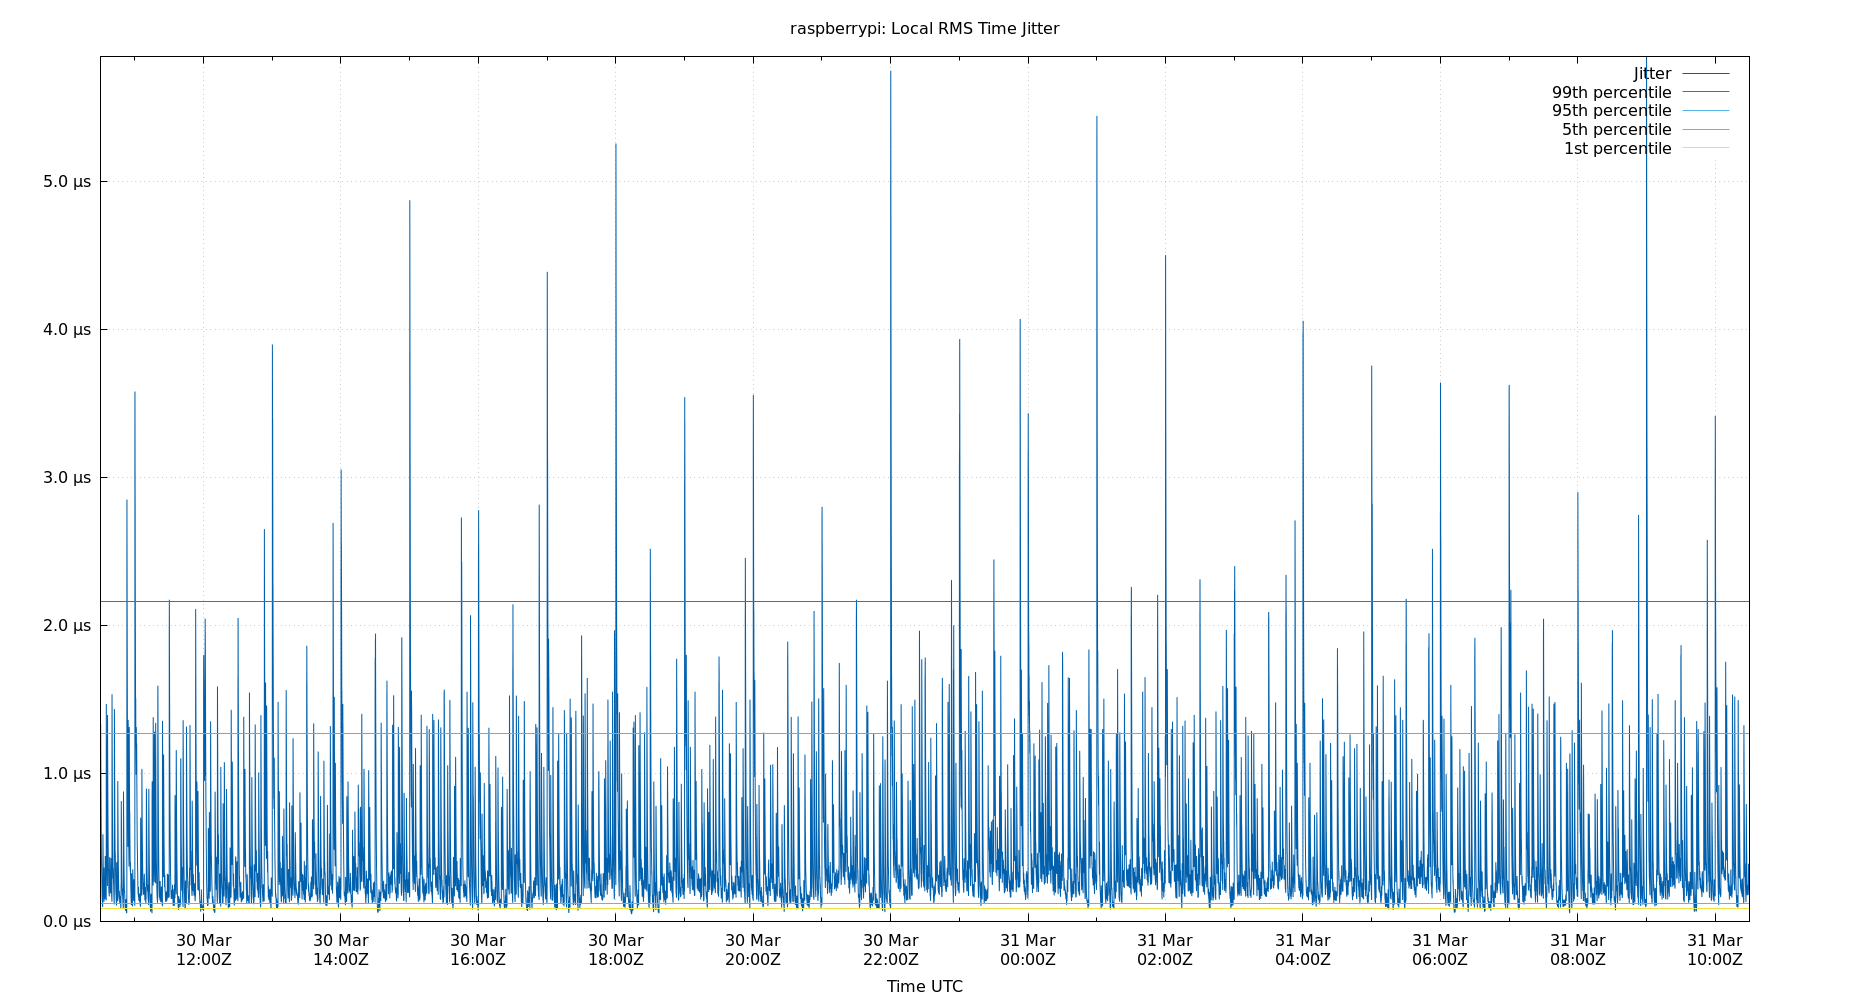 raspberrypi: Local RMS Time Jitter
Jitter
99th percentile
95th percentile
5th percentile
1st percentile
5.0 µs
4.0 µs
3.0 µs
2.0 µs
1.0 µs
0.0 µs
30 Mar 30 Mar 30 Mar 30 Mar 30 Mar 30 Mar 31 Mar 31 Mar 31 Mar 31 Mar 31 Mar 31 Mar
12:00Z 14:00Z 16:00Z 18:00Z 20:00Z 22:00Z 00:00Z 02:00Z 04:00Z 06:00Z 08:00Z 10:00Z
Time UTC